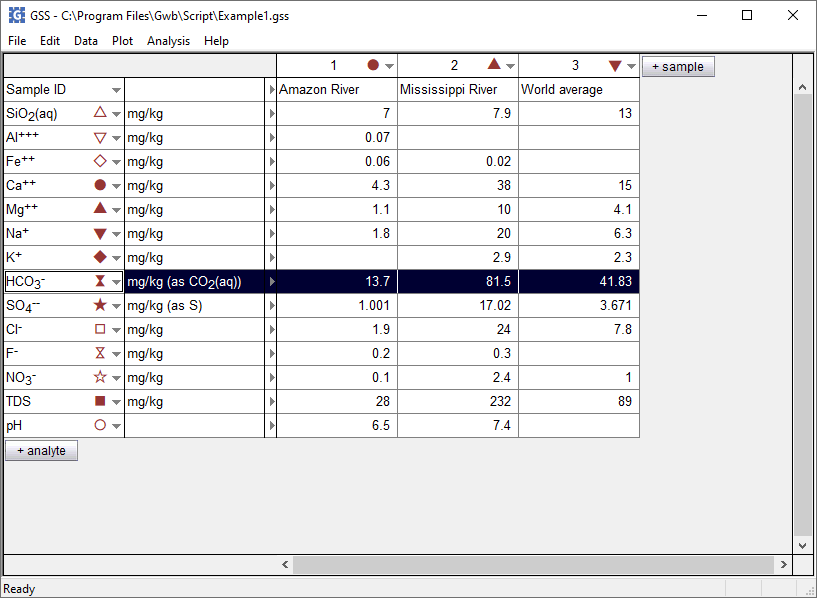 GSS - C:\Program Files\Gwb\Script\Example1.gss
File Edit Data Plot Analysis Help
1 2 3 + sample
Sample ID Amazon River Mississippi River World average
SiO2(aq) mg/kg 7 7.9 13
Al+++ mg/kg 0.07
Fe++ mg/kg 0.06 0.02
Ca++ mg/kg 4.3 38 15
Mg++ mg/kg 1.1 10 4.1
Na+ mg/kg 1.8 20 6.3
K+ mg/kg 2.9 2.3
HCO3- mg/kg (as CO2(aq)) 13.7 81.5 41.83
SO4-- mg/kg (as S) 1.001 17.02 3.671
Cl- mg/kg 1.9 24 7.8
F- mg/kg 0.2 0.3
NO3- mg/kg 0.1 2.4 1
TDS mg/kg 28 232 89
pH 6.5 7.4
+ analyte
Ready